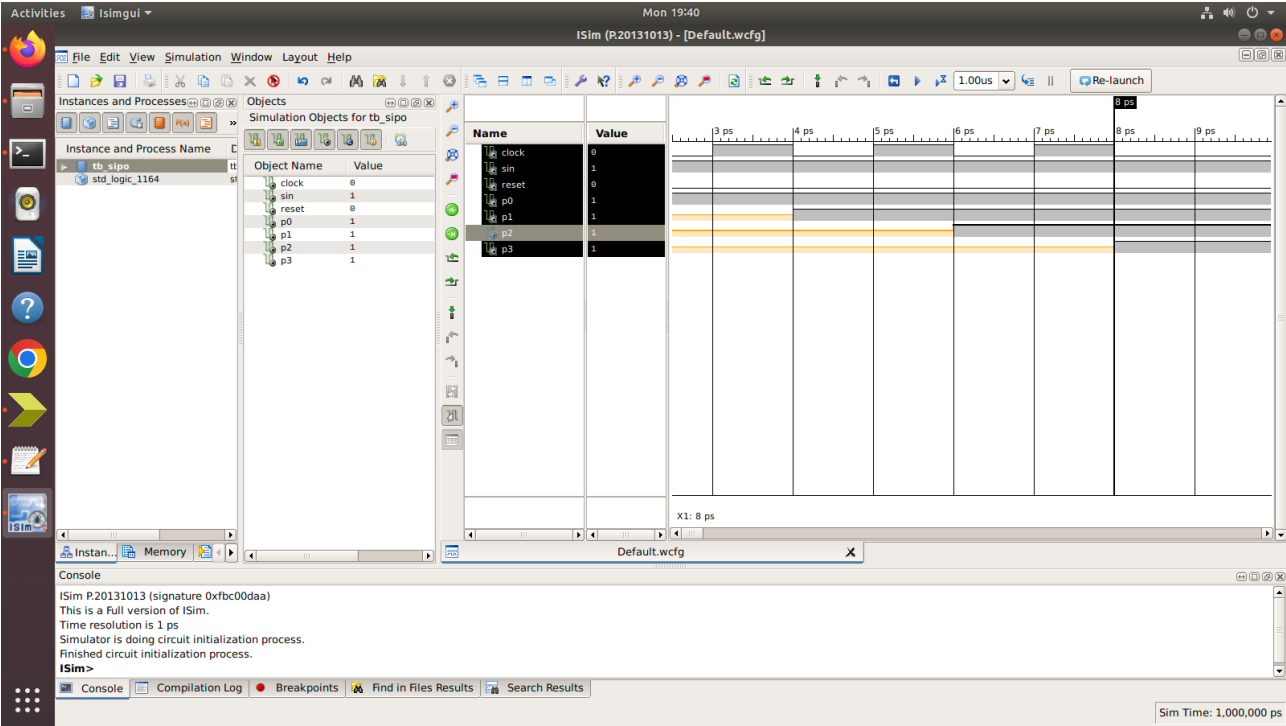 Activities Isimgui Mon 19:40
ISim (P.20131013) - [Default.wcfg]
File Edit View Simulation Window Layout Help
1.00us Re-launch
Instances and Processes
Instance and Process Name D
tb_sipo tb
std_logic_1164 st
Instan... Memory
Objects
Simulation Objects for tb_sipo
Object Name Value
clock 0
sin 1
reset 0
p0 1
p1 1
p2 1
p3 1
Name Value
clock 0
sin 1
reset 0
p0 1
p1 1
p2 1
p3 1
8 ps
3 ps 4 ps 5 ps 6 ps 7 ps 8 ps 9 ps
X1: 8 ps
Default.wcfg
Console
ISim P.20131013 (signature 0xfbc00daa)
This is a Full version of ISim.
Time resolution is 1 ps
Simulator is doing circuit initialization process.
Finished circuit initialization process.
ISim>
Console Compilation Log Breakpoints Find in Files Results Search Results
Sim Time: 1,000,000 ps